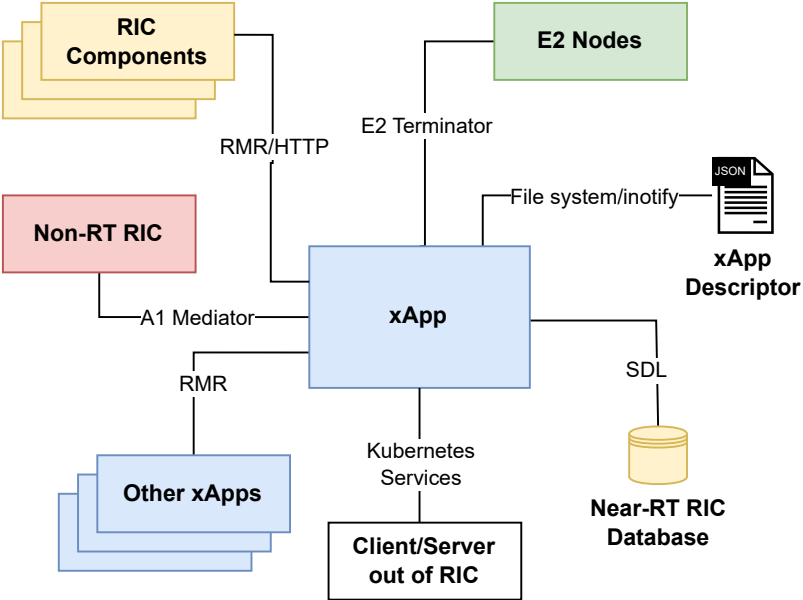 RIC
Components
E2 Nodes
E2 Terminator
RMR/HTTP
JSON
File system/inotify
Non-RT RIC
xApp
Descriptor
A1 Mediator
xApp
RMR
SDL
Kubernetes
Services
Other xApps
Near-RT RIC
Database
Client/Server
out of RIC